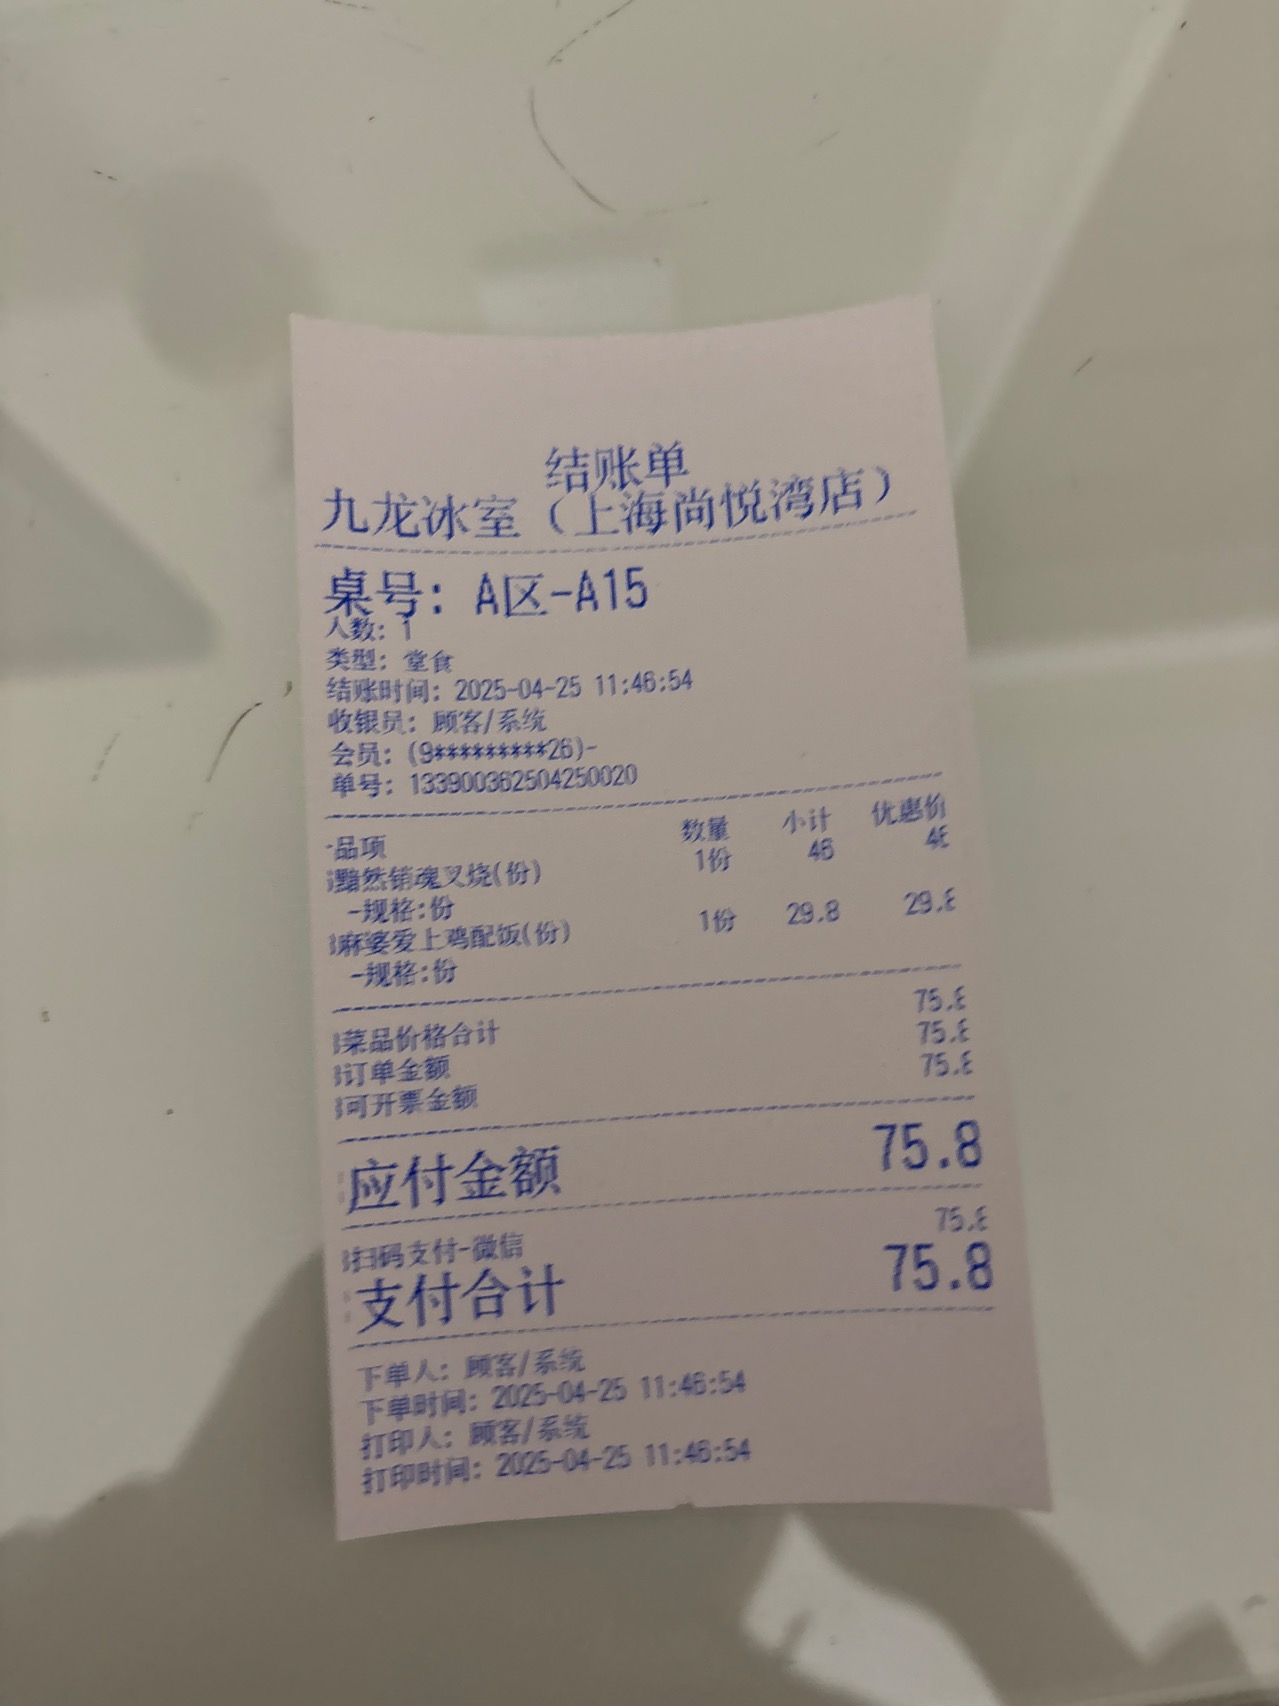 结账单
九龙冰室（上海尚悦湾店）
桌号：A区-A15
人数：1
类型：堂食
结账时间：2025-04-25 11:46:54
收银员：顾客/系统
会员：(9*********26)-
单号：133900362504250020
品项 数量 小计 优惠价
黯然销魂叉烧(份) 1份 46 46
-规格:份
麻婆爱上鸡配饭(份) 1份 29.8 29.8
-规格:份
菜品价格合计 75.8
订单金额 75.8
可开票金额 75.8
应付金额 75.8
扫码支付-微信 75.8
支付合计 75.8
下单人：顾客/系统
下单时间：2025-04-25 11:46:54
打印人：顾客/系统
打印时间：2025-04-25 11:46:54